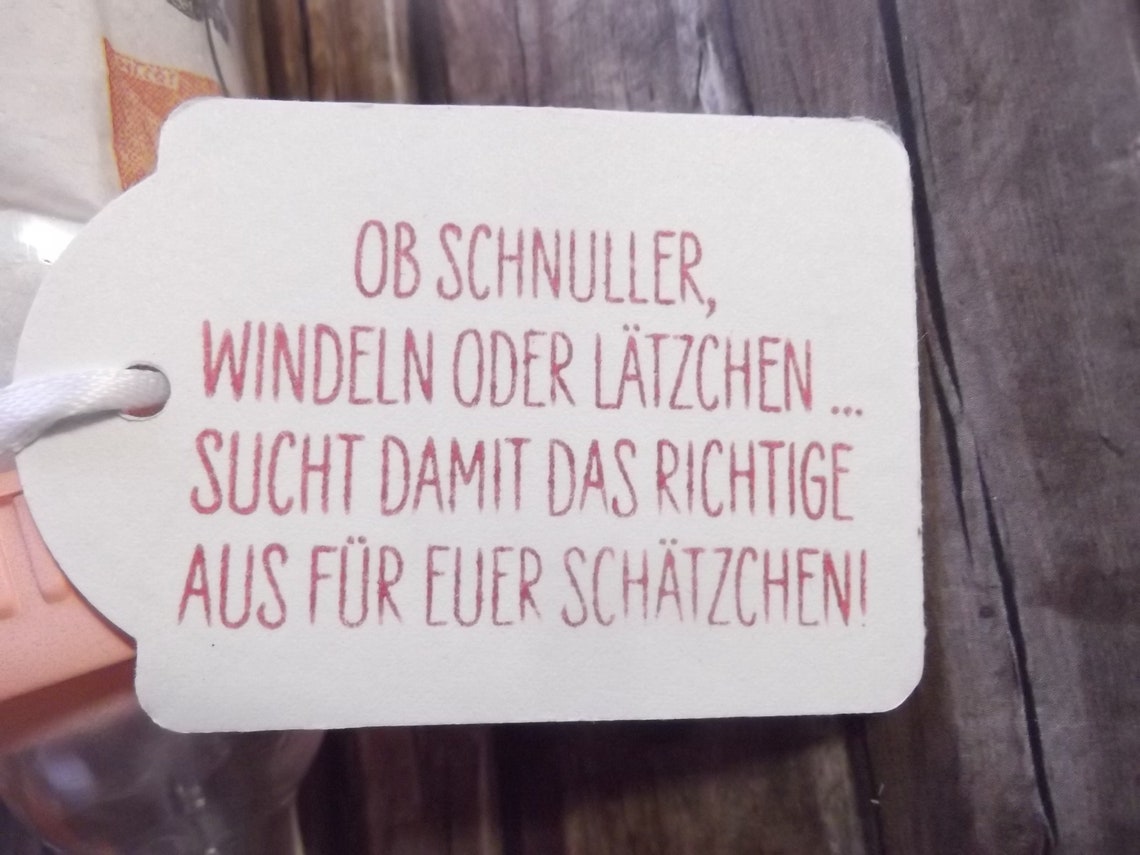 OB SCHNULLER,
WINDELN ODER LÄTZCHEN ...
SUCHT DAMIT DAS RICHTIGE
AUS FÜR EUER SCHÄTZCHEN!